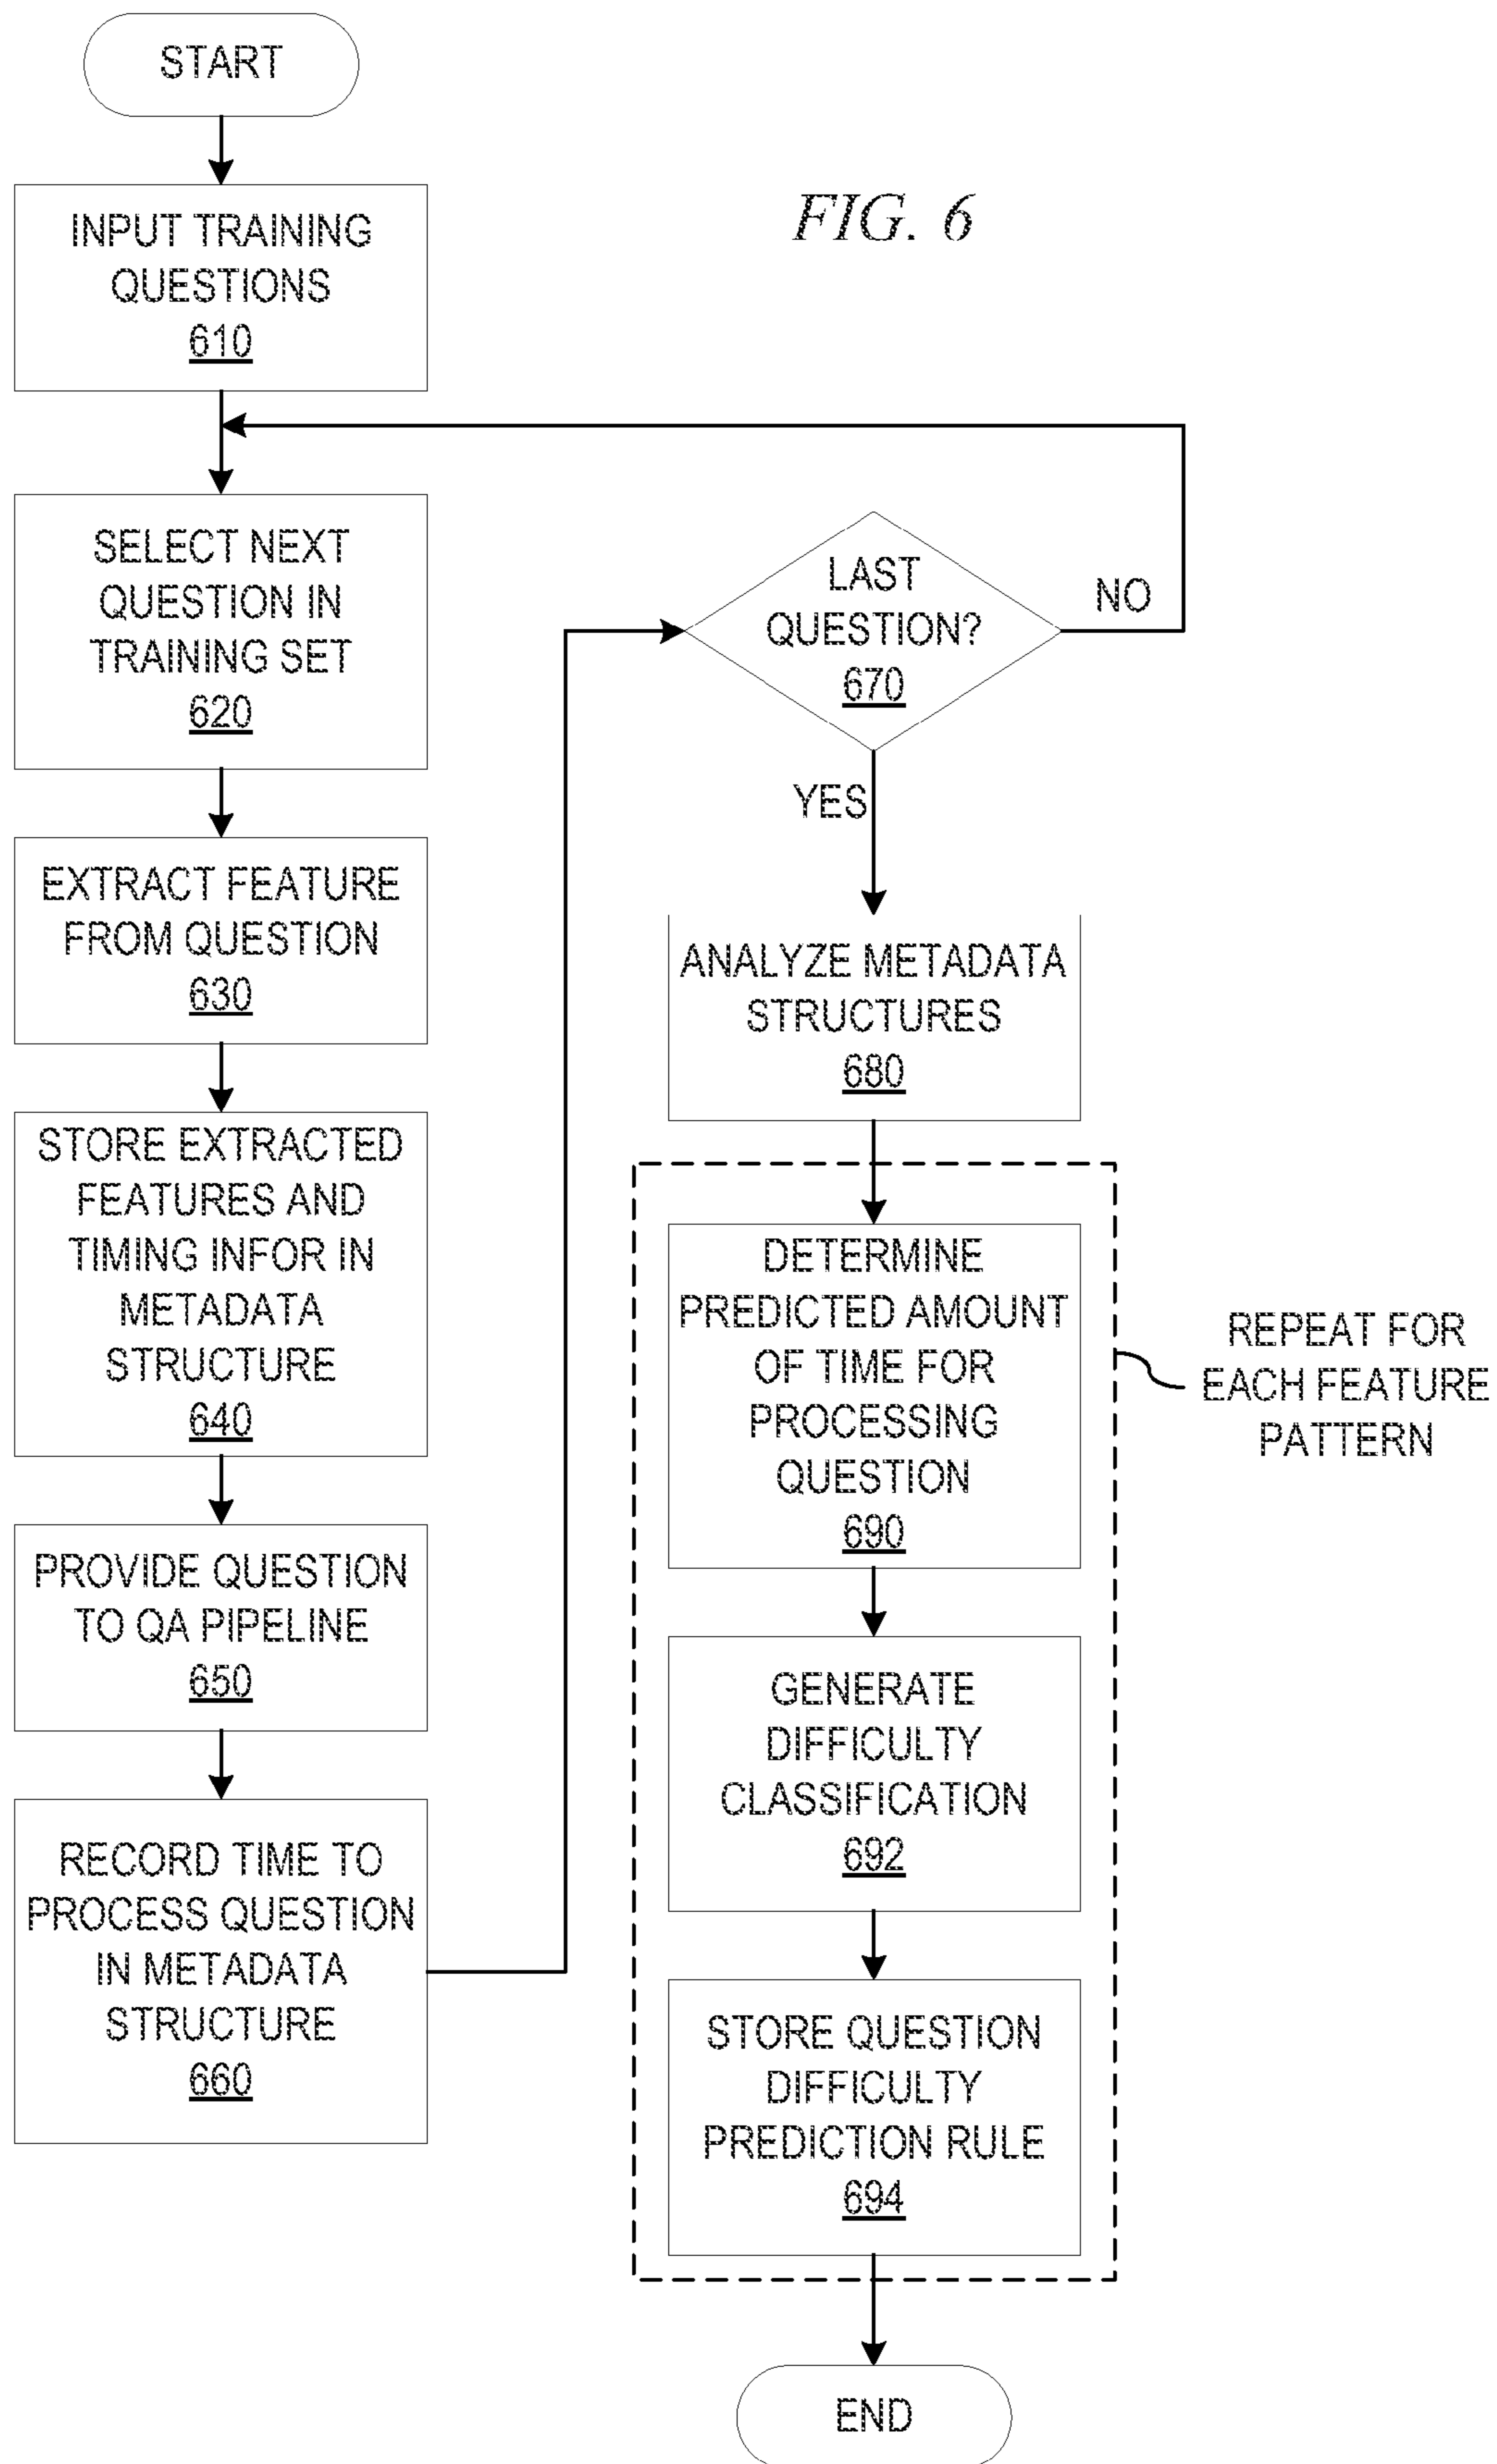 START
FIG. 6
INPUT TRAINING
QUESTIONS
610
SELECT NEXT
QUESTION IN
TRAINING SET
620
EXTRACT FEATURE
FROM QUESTION
630
STORE EXTRACTED
FEATURES AND
TIMING INFOR IN
METADATA
STRUCTURE
640
PROVIDE QUESTION
TO QA PIPELINE
650
RECORD TIME TO
PROCESS QUESTION
IN METADATA
STRUCTURE
660
LAST
QUESTION?
670
NO
YES
ANALYZE METADATA
STRUCTURES
680
DETERMINE
PREDICTED AMOUNT
OF TIME FOR
PROCESSING
QUESTION
690
REPEAT FOR
EACH FEATURE
PATTERN
GENERATE
DIFFICULTY
CLASSIFICATION
692
STORE QUESTION
DIFFICULTY
PREDICTION RULE
694
END